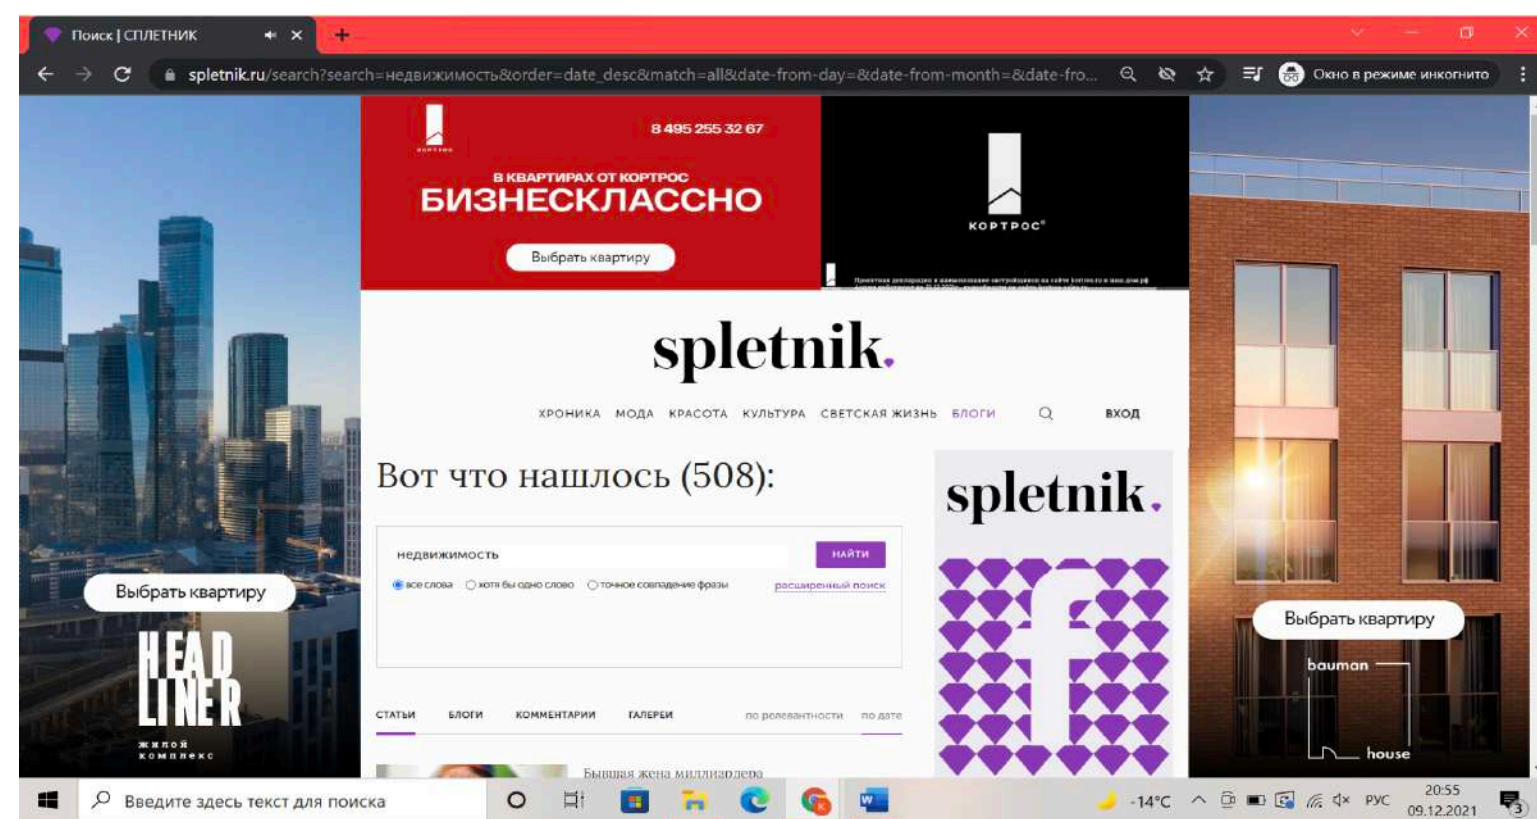 Поиск | СПЛЕТНИК
spletnik.ru/search?search=недвижимость&order=date_desc&match=all&date-from-day=&date-from-month=&date-fro...
Окно в режиме инкогнито
КОРТРОС
8 495 255 32 67
В КВАРТИРАХ ОТ КОРТРОС
БИЗНЕСКЛАССНО
Выбрать квартиру
КОРТРОС®
spletnik.
ХРОНИКА МОДА КРАСОТА КУЛЬТУРА СВЕТСКАЯ ЖИЗНЬ БЛОГИ ВХОД
Вот что нашлось (508):
недвижимость
НАЙТИ
все слова хотя бы одно слово точное совпадение фразы расширенный поиск
СТАТЬИ БЛОГИ КОММЕНТАРИИ ГАЛЕРЕИ по релевантности по дате
Бывшая жена миллиардера
spletnik.
f
Выбрать квартиру
HEAD
LINER
жилой
комплекс
Выбрать квартиру
bauman
house
Введите здесь текст для поиска
-14°C
РУС
20:55
09.12.2021
3